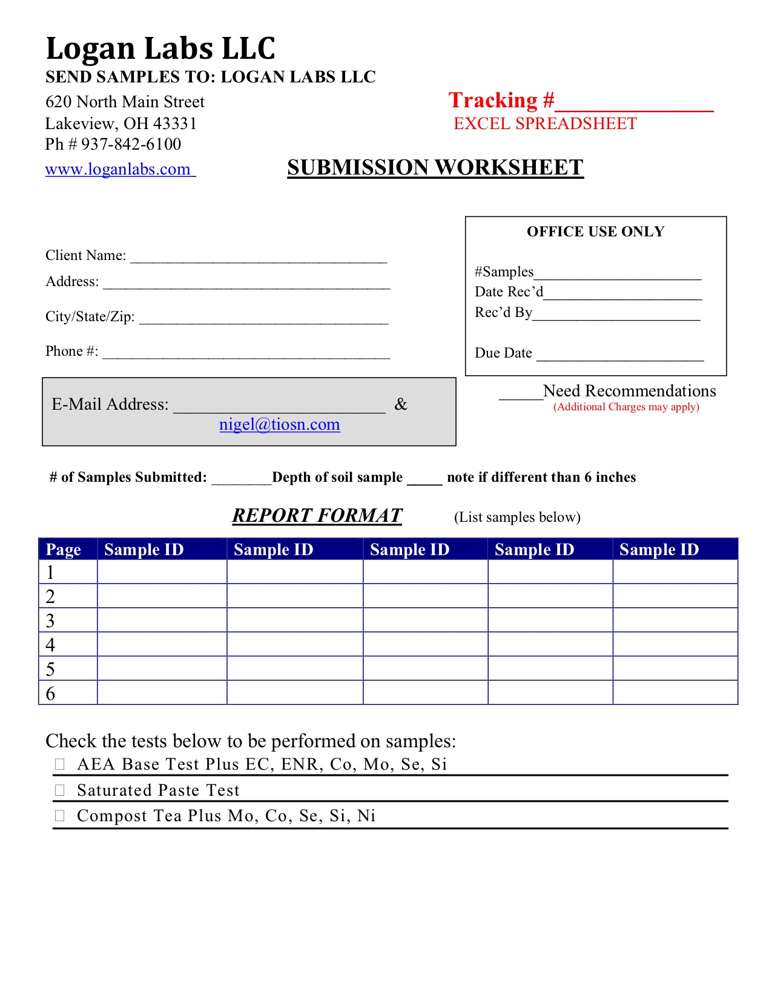 Logan Labs LLC
SEND SAMPLES TO: LOGAN LABS LLC
620 North Main Street
Tracking #______________
Lakeview, OH 43331
EXCEL SPREADSHEET
Ph # 937-842-6100
www.loganlabs.com
SUBMISSION WORKSHEET
OFFICE USE ONLY
#Samples______________________
Date Rec’d_____________________
Rec’d By______________________
Due Date ______________________
Client Name: __________________________________
Address: ______________________________________
City/State/Zip: _________________________________
Phone #: ______________________________________
E-Mail Address: ________________________ &
nigel@tiosn.com
_____Need Recommendations
(Additional Charges may apply)
# of Samples Submitted: ________Depth of soil sample _____ note if different than 6 inches
REPORT FORMAT (List samples below)
Page Sample ID Sample ID Sample ID Sample ID Sample ID
1
2
3
4
5
6
Check the tests below to be performed on samples:
□ AEA Base Test Plus EC, ENR, Co, Mo, Se, Si
□ Saturated Paste Test
□ Compost Tea Plus Mo, Co, Se, Si, Ni